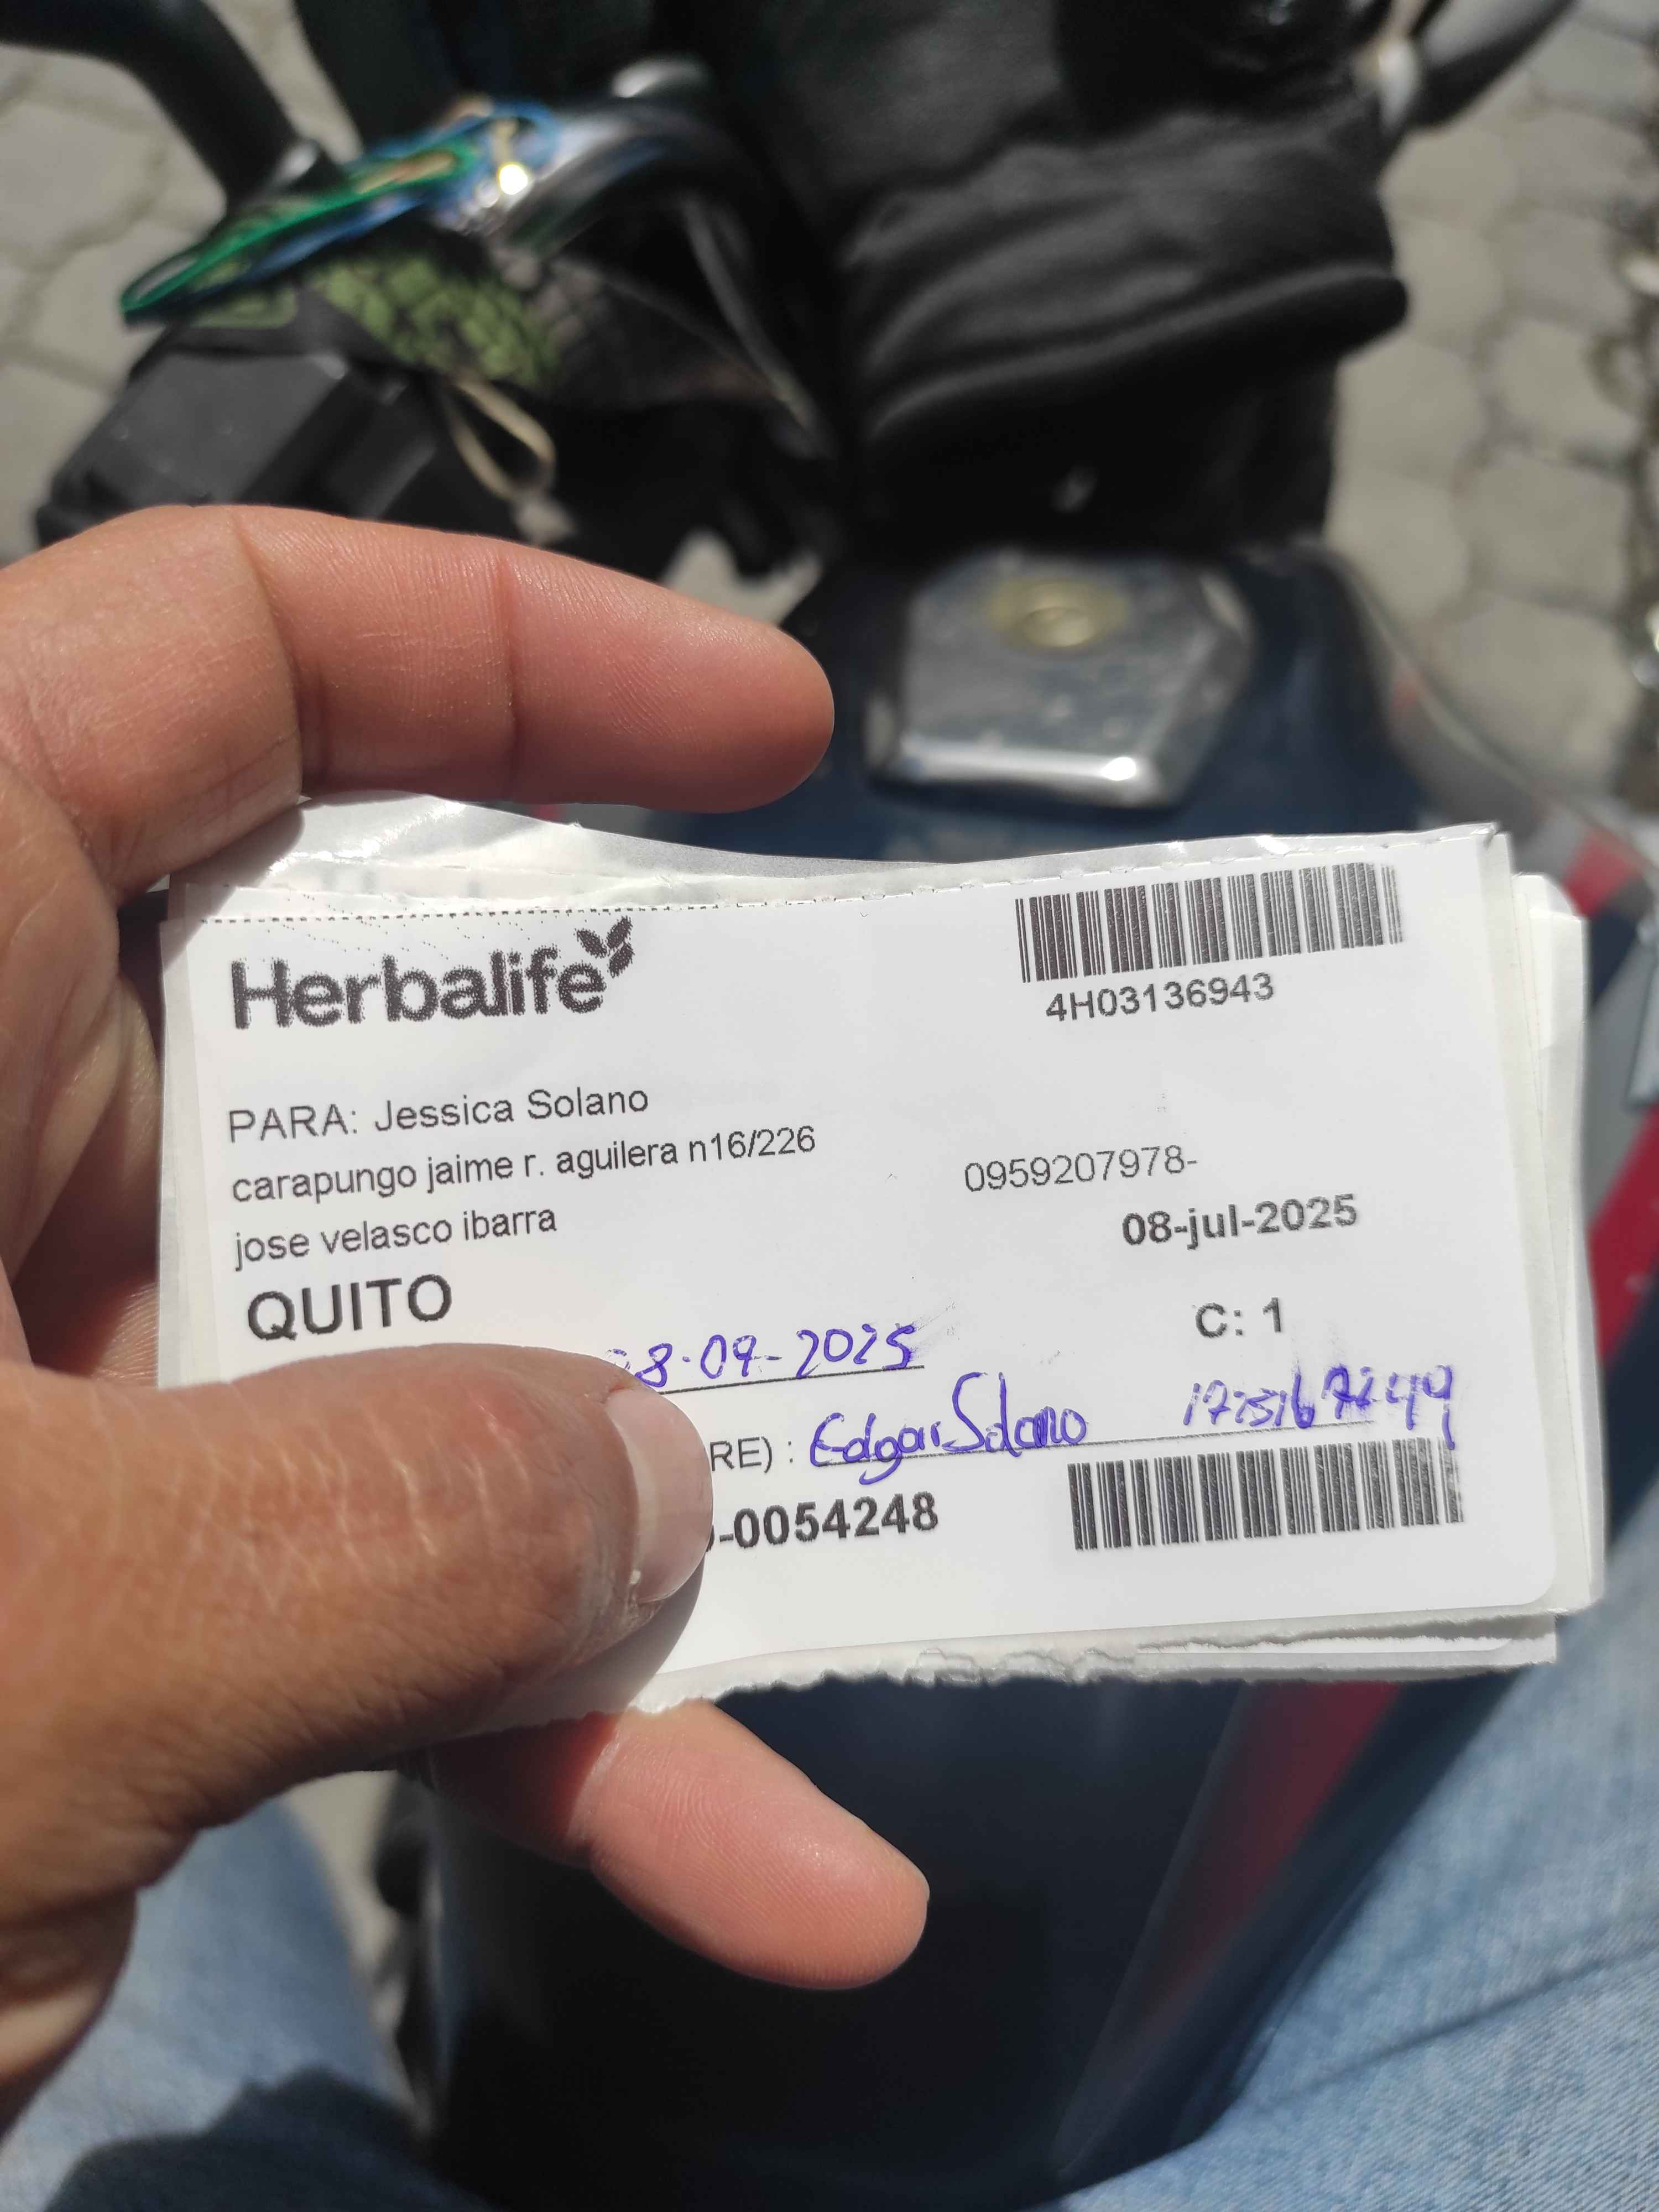 Herbalife
4H03136943
PARA: Jessica Solano
carapungo jaime r. aguilera n16/226
0959207978-
jose velasco ibarra
08-jul-2025
QUITO
C: 1
8-09-2025
RE) : Edgar Solano
-0054248